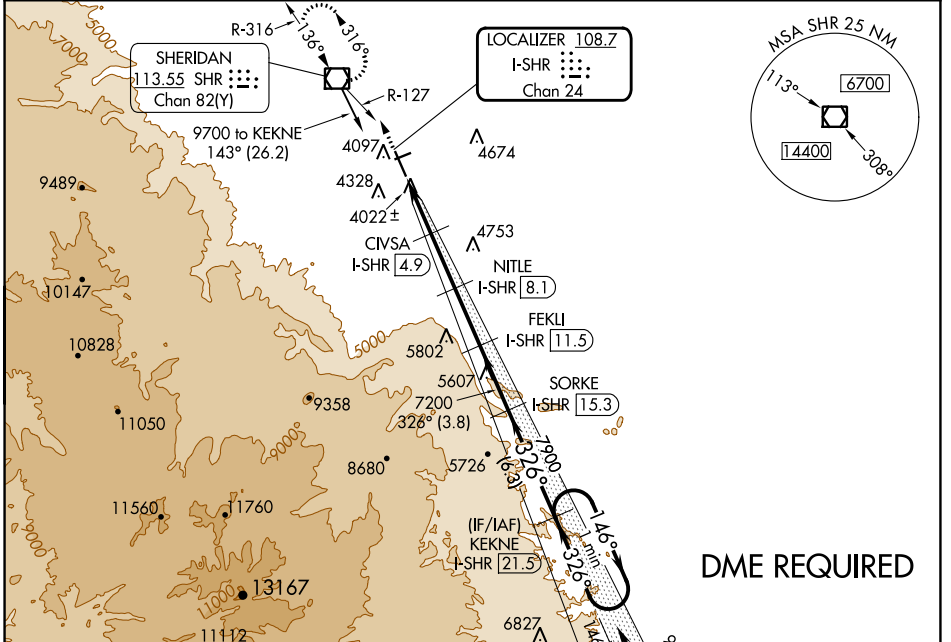 5000
7000
R-316
136°
316°
SHERIDAN
113.55 SHR
Chan 82(Y)
R-127
9700 to KEKNE
143° (26.2)
LOCALIZER 108.7
I-SHR
Chan 24
MSA SHR 25 NM
113°
6700
14400
308°
4097
4674
4328
4022 ±
9489
CIVSA
I-SHR 4.9
4753
NITLE
I-SHR 8.1
10147
FEKLI
I-SHR 11.5
5802
5000
10828
5607
SORKE
I-SHR 15.3
7200
326° (3.8)
9358
11050
9000
326°
7900
(6.3)
8680
5726
11560
11760
9000
(IF/IAF)
KEKNE
I-SHR 21.5
146°
1 min
326°
DME REQUIRED
13167
11000
11112
6827
146